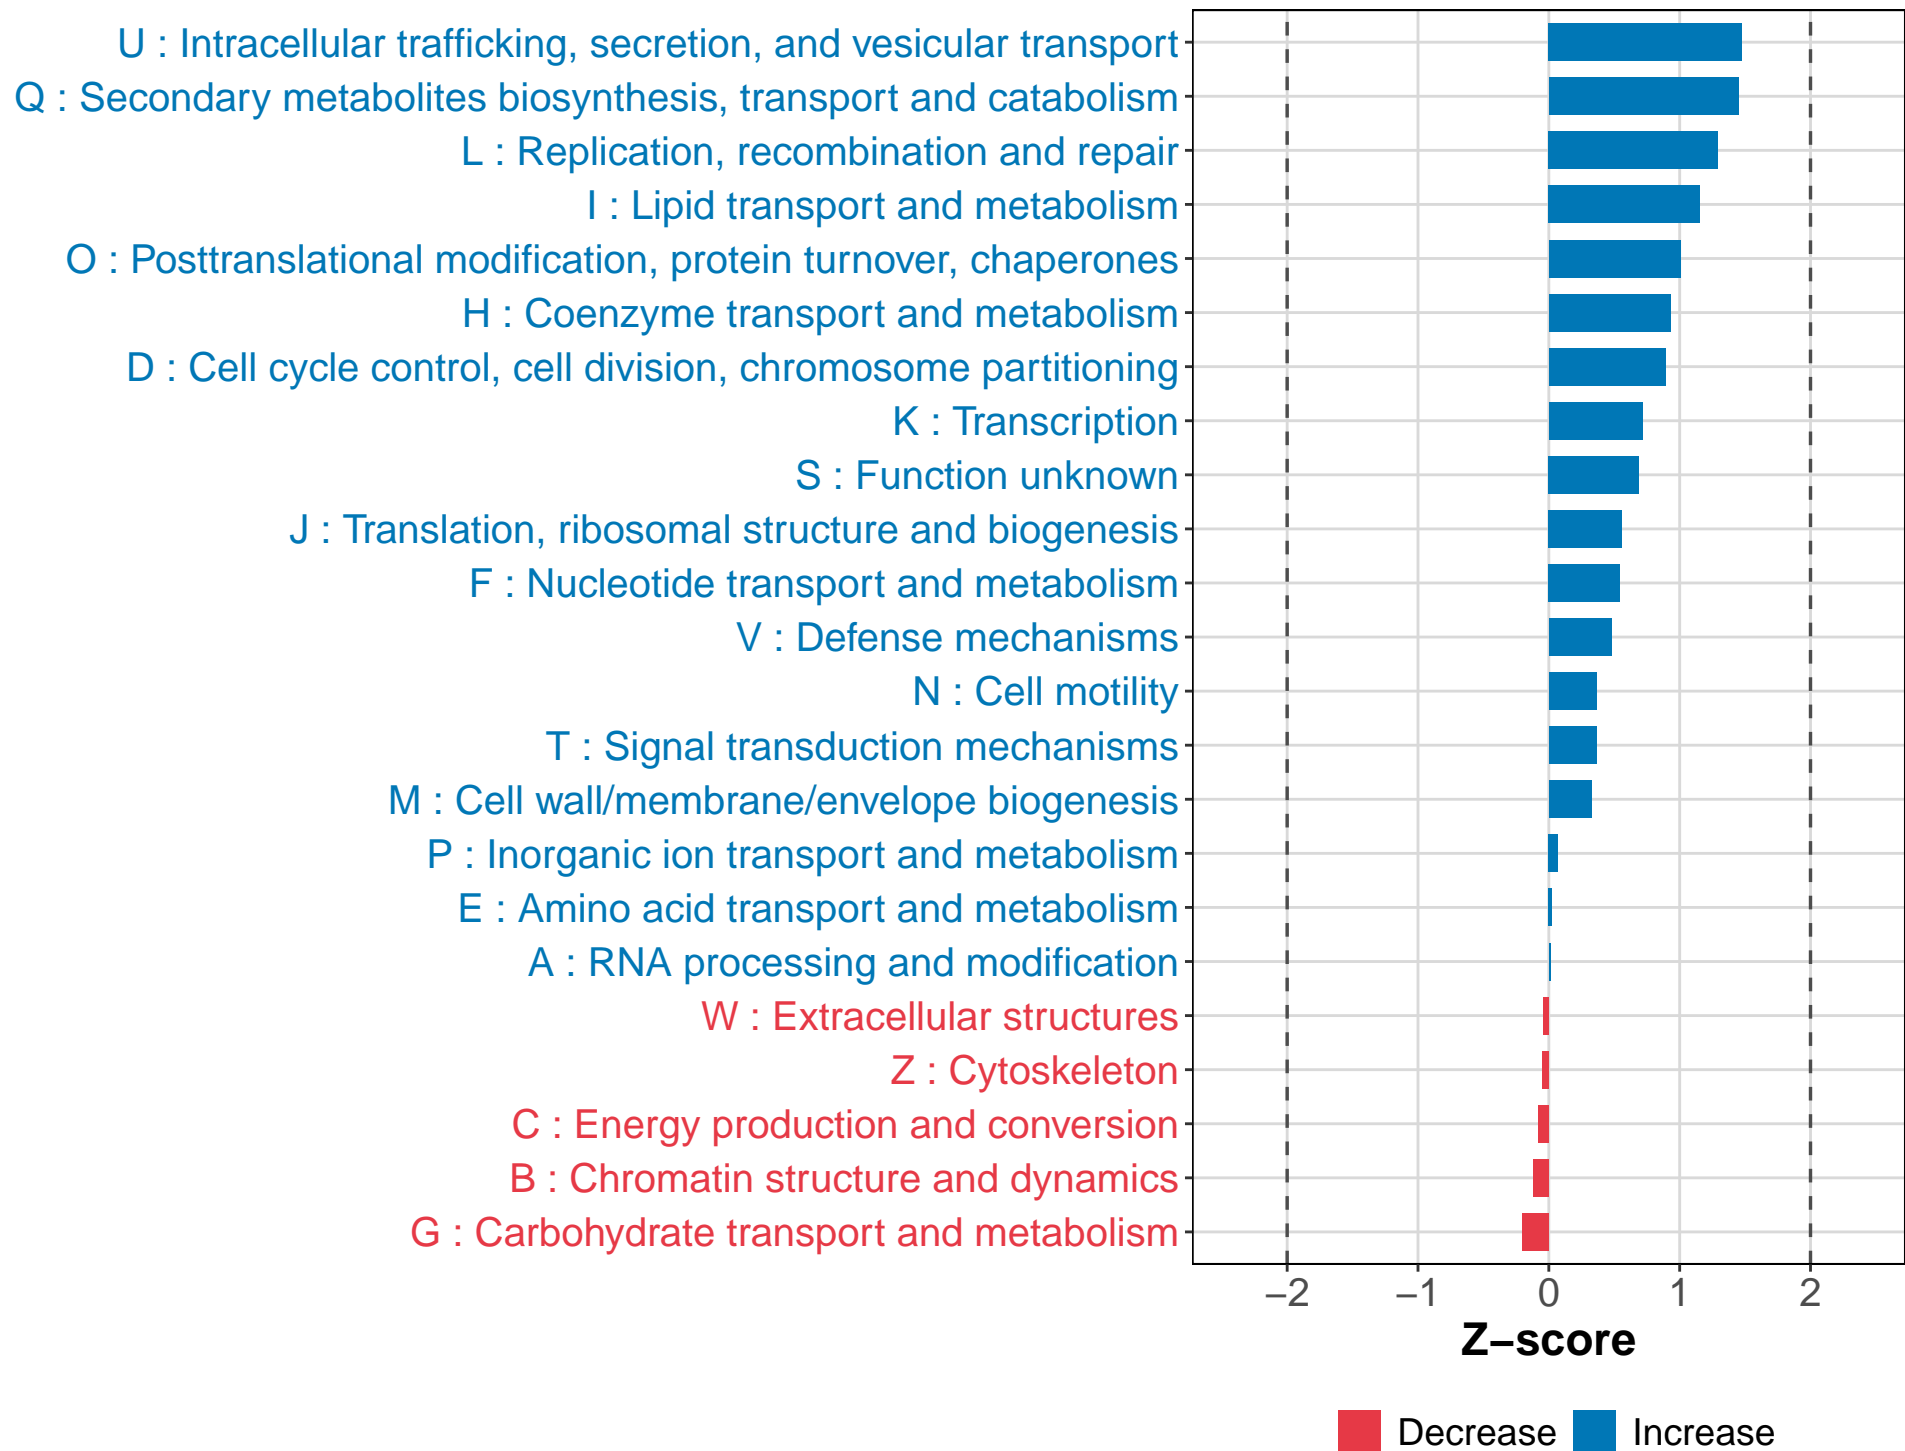 U : Intracellular trafficking, secretion, and vesicular transport
Q : Secondary metabolites biosynthesis, transport and catabolism
L : Replication, recombination and repair
I : Lipid transport and metabolism
O : Posttranslational modification, protein turnover, chaperones
H : Coenzyme transport and metabolism
D : Cell cycle control, cell division, chromosome partitioning
K : Transcription
S : Function unknown
J : Translation, ribosomal structure and biogenesis
F : Nucleotide transport and metabolism
V : Defense mechanisms
N : Cell motility
T : Signal transduction mechanisms
M : Cell wall/membrane/envelope biogenesis
P : Inorganic ion transport and metabolism
E : Amino acid transport and metabolism
A : RNA processing and modification
W : Extracellular structures
Z : Cytoskeleton
C : Energy production and conversion
B : Chromatin structure and dynamics
G : Carbohydrate transport and metabolism
−2 −1 0 1 2
Z−score
Decrease Increase